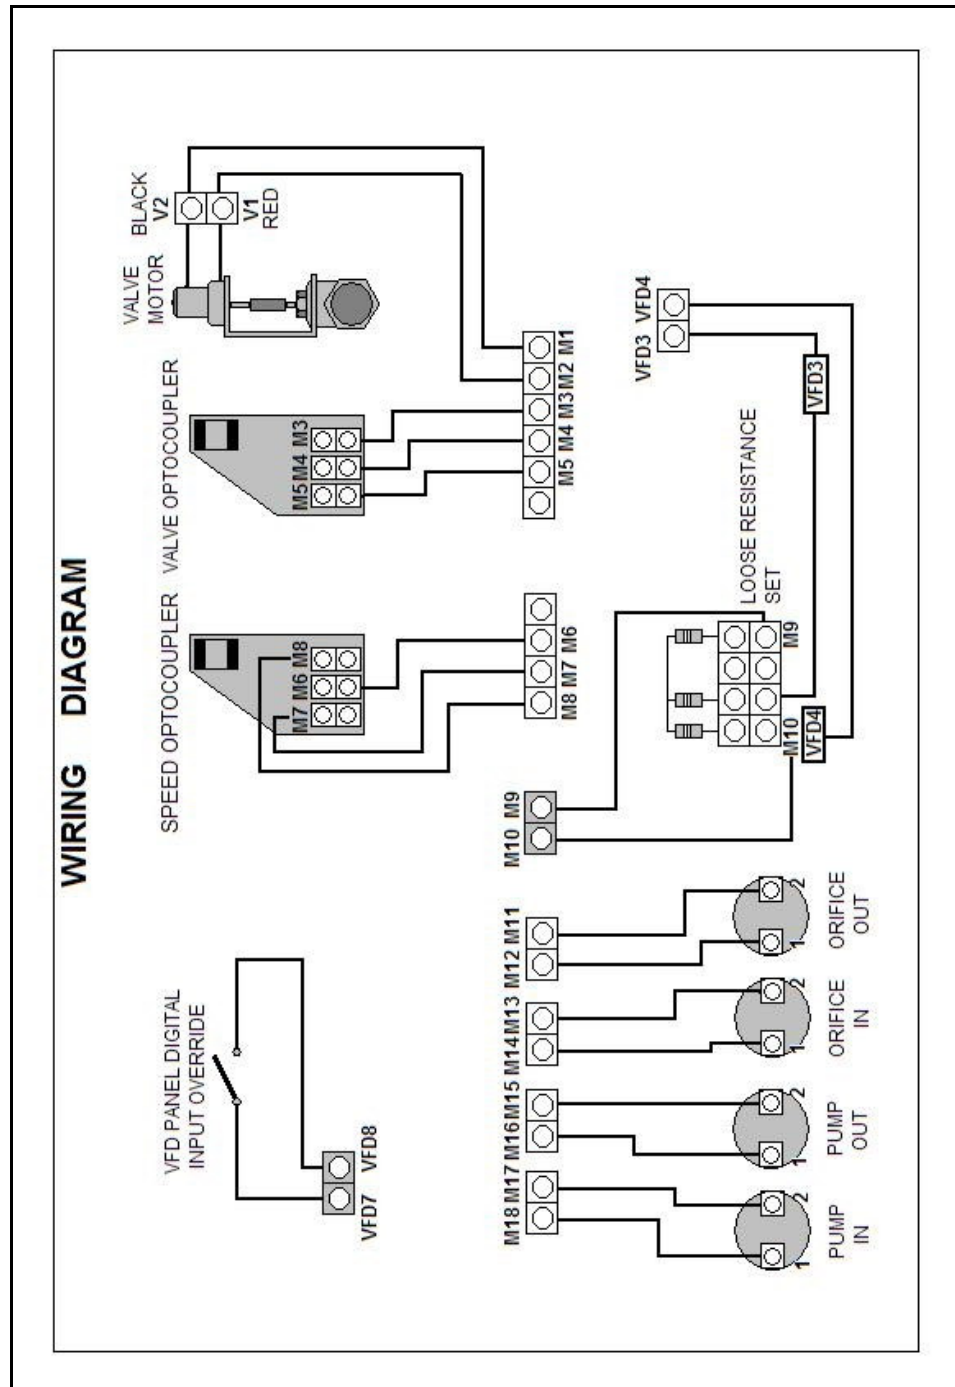 WIRING DIAGRAM
VFD PANEL DIGITAL
INPUT OVERRIDE
SPEED OPTOCOUPLER
VALVE OPTOCOUPLER
VALVE
MOTOR
BLACK
V2
V1
RED
M7 M6 M8
M5 M4 M3
VFD7 VFD8
M18 M17
M16 M15
M14 M13
M12 M11
M10 M9
M8 M7 M6
M5 M4 M3 M2 M1
VFD3 VFD4
LOOSE RESISTANCE
SET
M10
M9
VFD4
VFD3
1 2
1 2
1 2
1 2
PUMP
IN
PUMP
OUT
ORIFICE
IN
ORIFICE
OUT